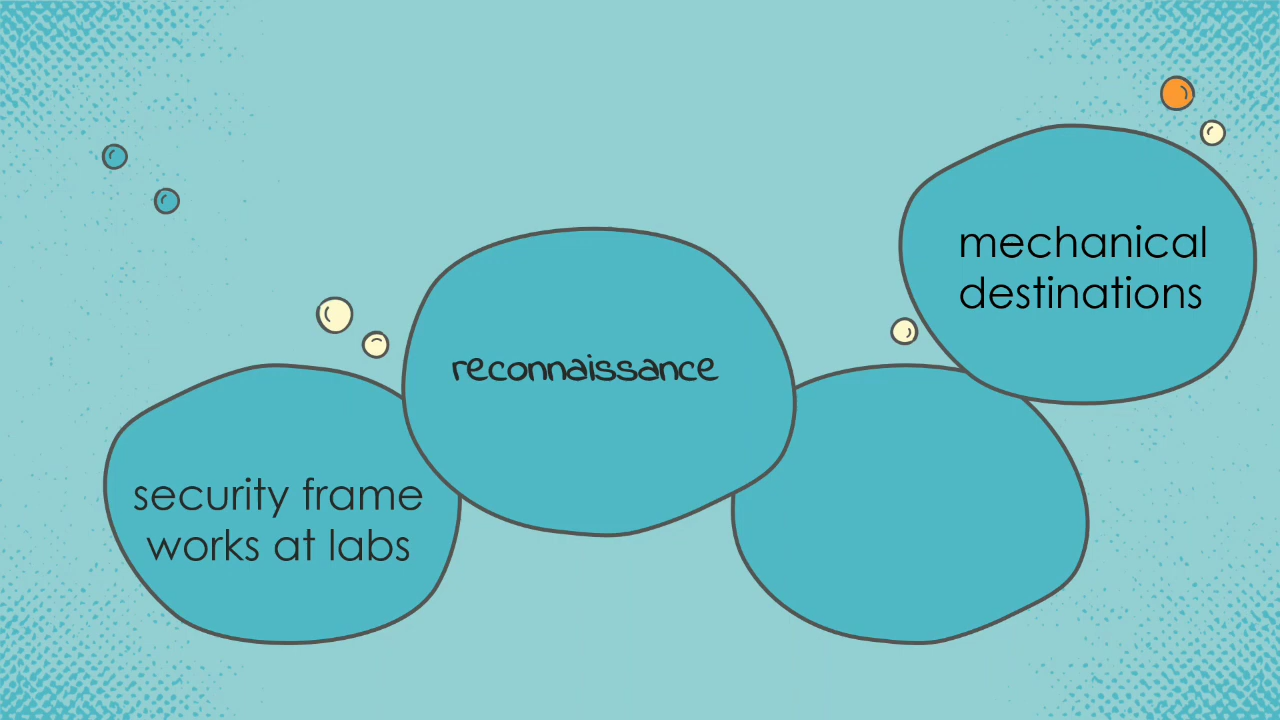 mechanical
destinations
reconnaissance
security frame
works at labs